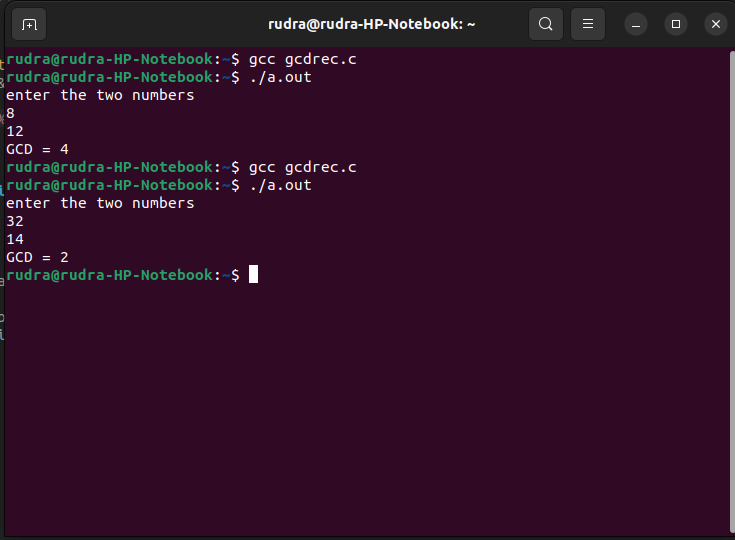 rudra@rudra-HP-Notebook: ~
rudra@rudra-HP-Notebook:~$ gcc gcdrec.c
rudra@rudra-HP-Notebook:~$ ./a.out
enter the two numbers
8
12
GCD = 4
rudra@rudra-HP-Notebook:~$ gcc gcdrec.c
rudra@rudra-HP-Notebook:~$ ./a.out
enter the two numbers
32
14
GCD = 2
rudra@rudra-HP-Notebook:~$